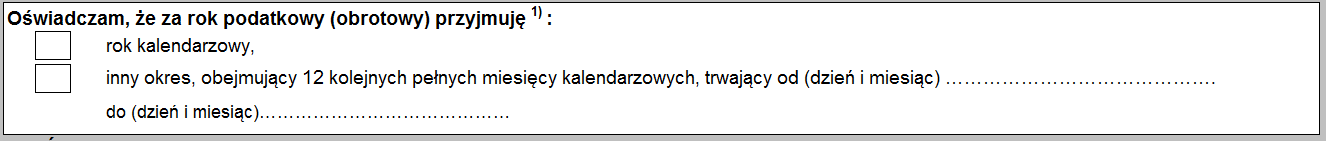 Oświadczam, że za rok podatkowy (obrotowy) przyjmuję 1) :
rok kalendarzowy,
inny okres, obejmujący 12 kolejnych pełnych miesięcy kalendarzowych, trwający od (dzień i miesiąc) ……………………………………….
do (dzień i miesiąc)……………………………………